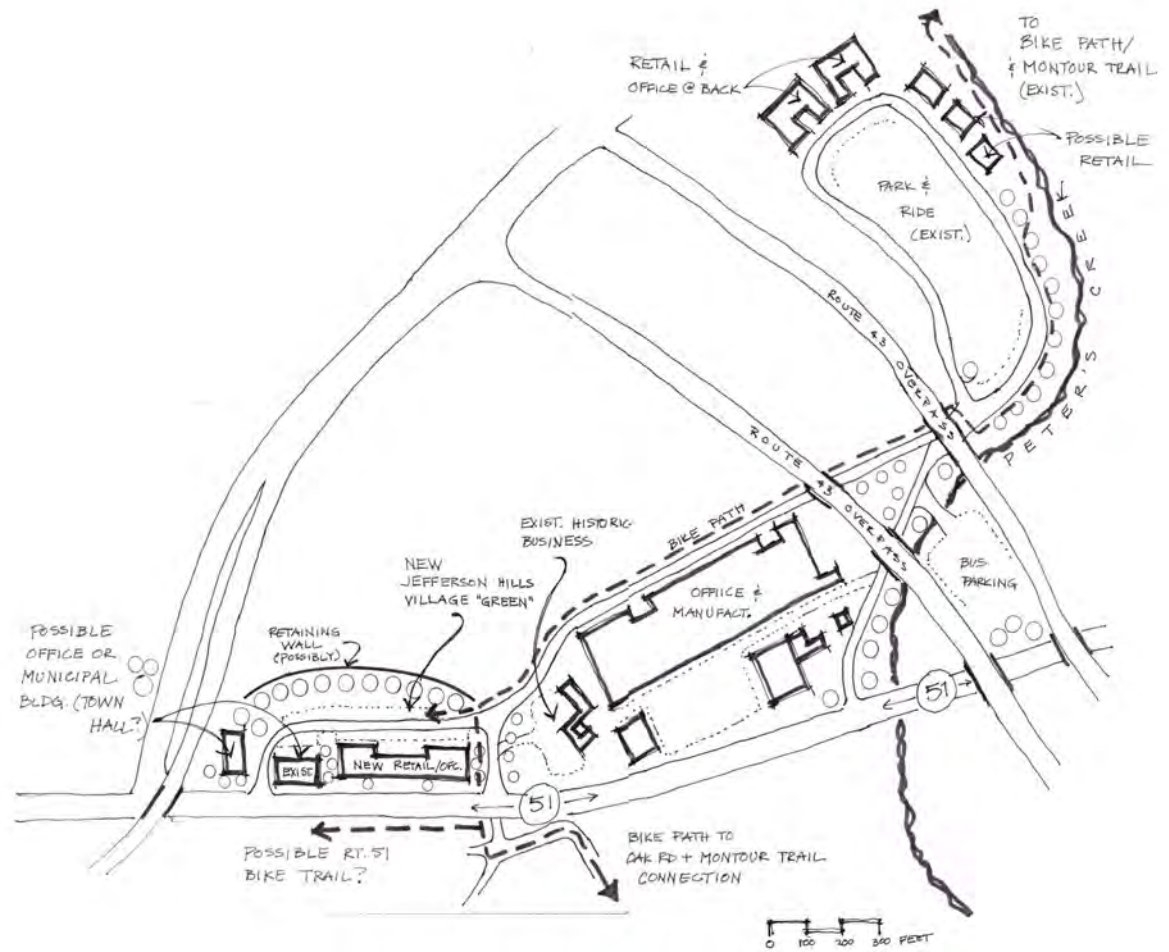 TO
BIKE PATH/
& MONTOUR TRAIL
(EXIST.)
RETAIL &
OFFICE @ BACK
POSSIBLE
RETAIL
PARK &
RIDE
(EXIST.)
PETER'S CREEK
ROUTE 43 OVERPASS
ROUTE 43 OVERPASS
BIKE PATH
EXIST. HISTORIC
BUSINESS
NEW
JEFFERSON HILLS
VILLAGE "GREEN"
OFFIICE &
MANUFACT.
BUS
PARKING
POSSIBLE
OFFICE OR
MUNICIPAL
BLDG. (TOWN
HALL?)
RETAINING
WALL
(POSSIBLY)
EXIST.
NEW RETAIL/OFC.
51
51
POSSIBLE RT. 51
BIKE TRAIL?
BIKE PATH TO
OAK RD + MONTOUR TRAIL
CONNECTION
0 100 200 300 FEET